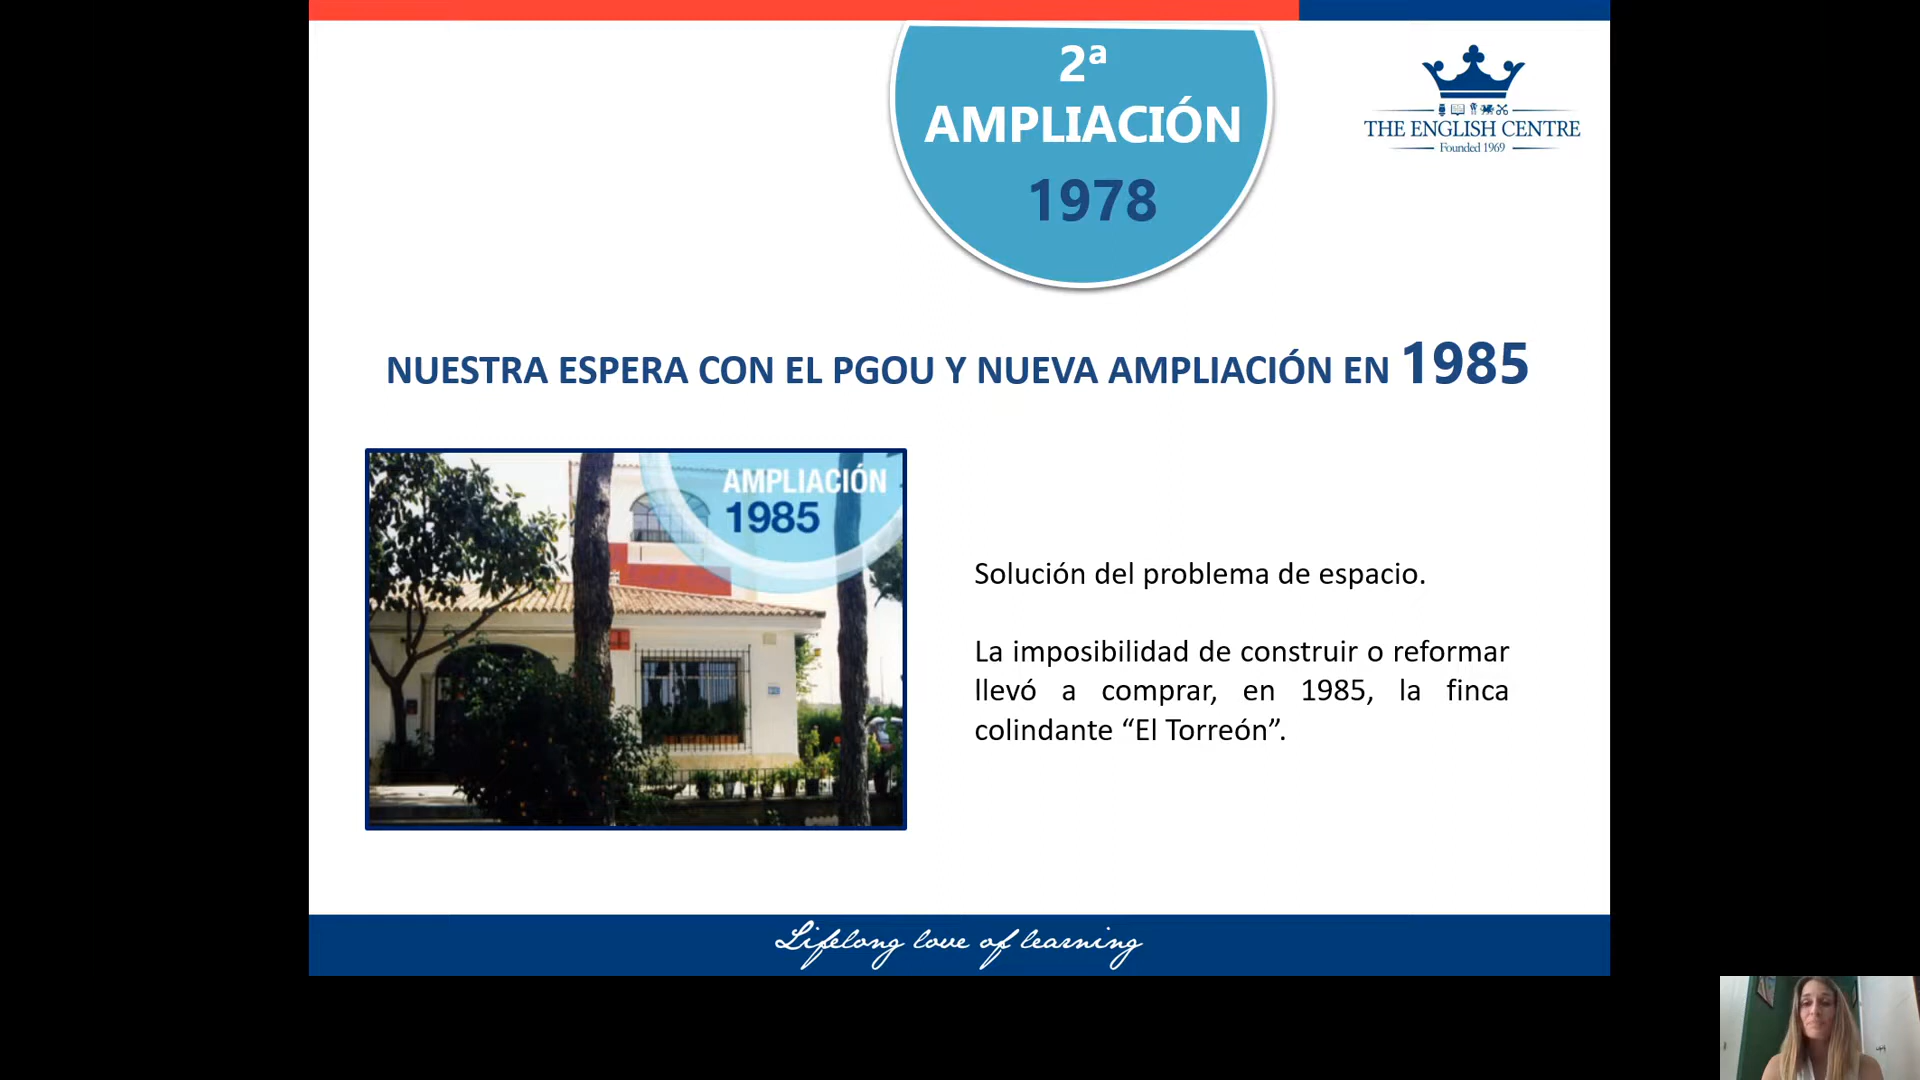 2ª
AMPLIACIÓN
1978
THE ENGLISH CENTRE
Founded 1969
NUESTRA ESPERA CON EL PGOU Y NUEVA AMPLIACIÓN EN 1985
AMPLIACIÓN
1985
Solución del problema de espacio.
La imposibilidad de construir o reformar
llevó a comprar, en 1985, la finca
colindante “El Torreón”.
Lifelong love of learning